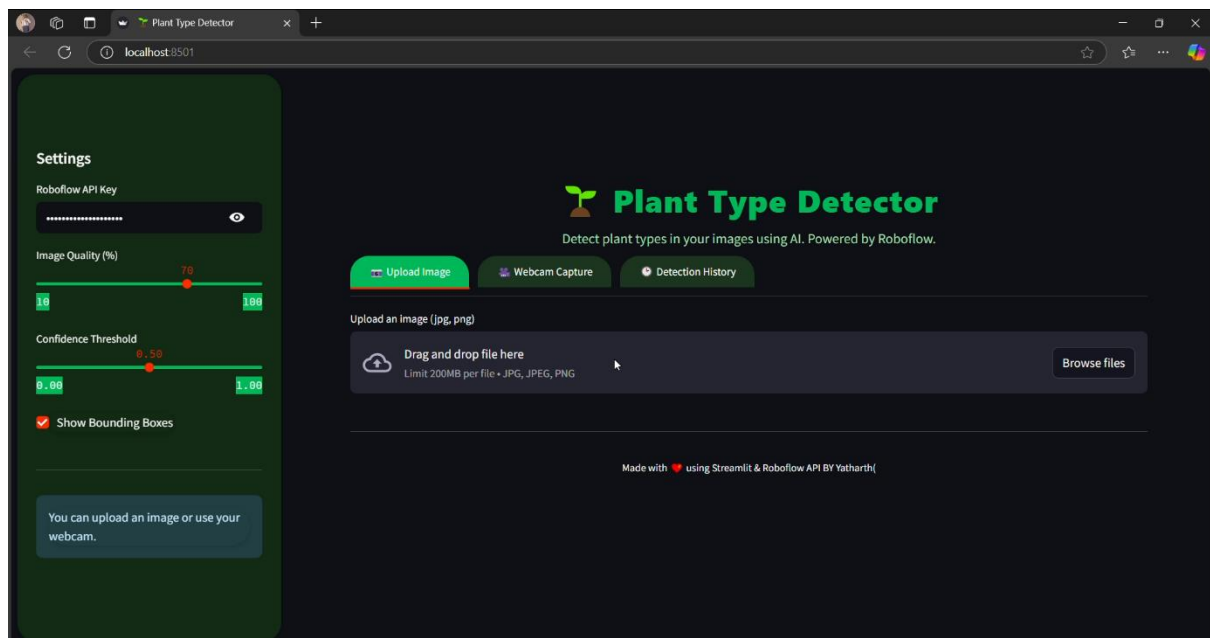 Plant Type Detector
localhost:8501
Settings
Roboflow API Key
Image Quality (%)
70
10 100
Confidence Threshold
0.50
0.00 1.00
Show Bounding Boxes
You can upload an image or use your
webcam.
Plant Type Detector
Detect plant types in your images using AI. Powered by Roboflow.
Upload Image Webcam Capture Detection History
Upload an image (jpg, png)
Drag and drop file here
Limit 200MB per file • JPG, JPEG, PNG
Browse files
Made with ❤ using Streamlit & Roboflow API BY Yatharth(